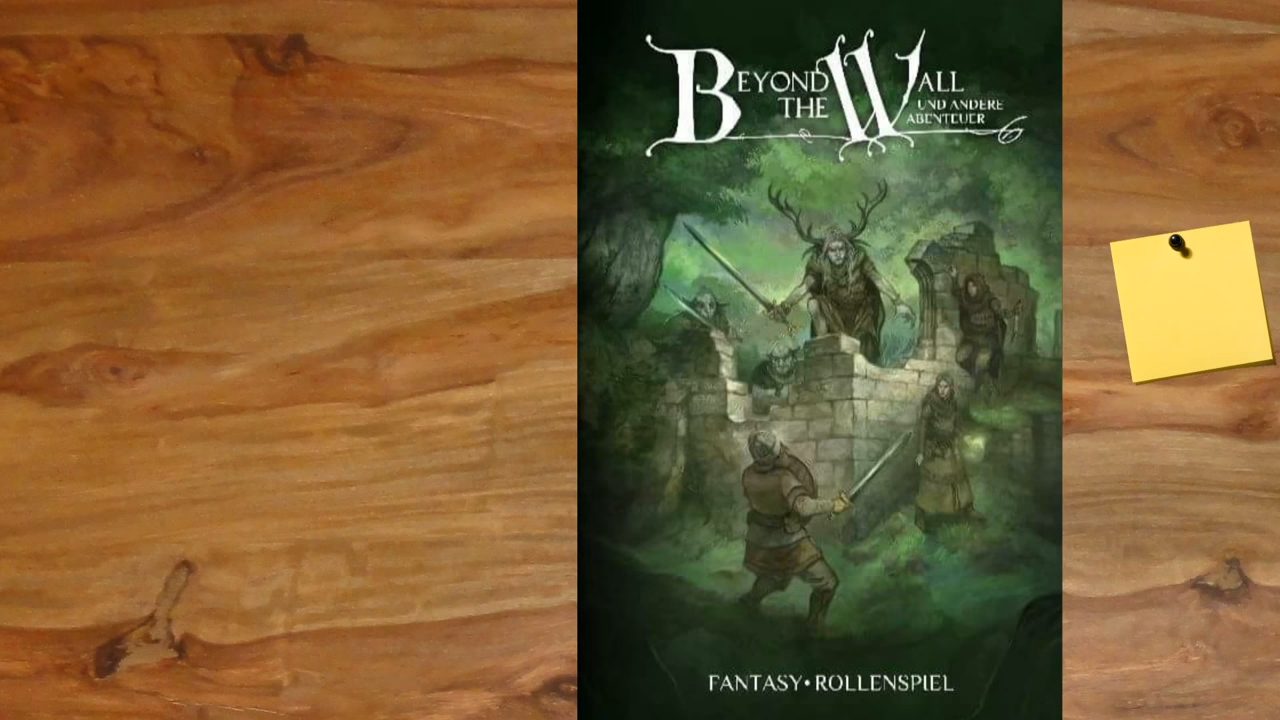 BEYOND THE WALL
UND ANDERE
ABENTEUER
FANTASY • ROLLENSPIEL